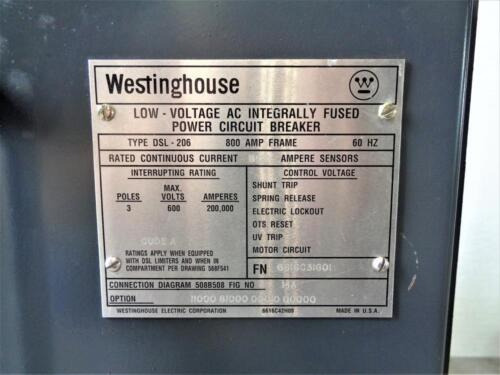 Westinghouse
W
LOW - VOLTAGE AC INTEGRALLY FUSED
POWER CIRCUIT BREAKER
TYPE DSL - 206 800 AMP FRAME 60 HZ
RATED CONTINUOUS CURRENT AMPERE SENSORS
INTERRUPTING RATING
MAX.
POLES VOLTS AMPERES
3 600 200,000
CODE A
RATINGS APPLY WHEN EQUIPPED
WITH DSL LIMITERS AND WHEN IN
COMPARTMENT PER DRAWING 568F541
CONTROL VOLTAGE
SHUNT TRIP
SPRING RELEASE
ELECTRIC LOCKOUT
OTS RESET
UV TRIP
MOTOR CIRCUIT
FN
CONNECTION DIAGRAM 508B508 FIG NO
OPTION
WESTINGHOUSE ELECTRIC CORPORATION 6616C42H09 MADE IN U.S.A.